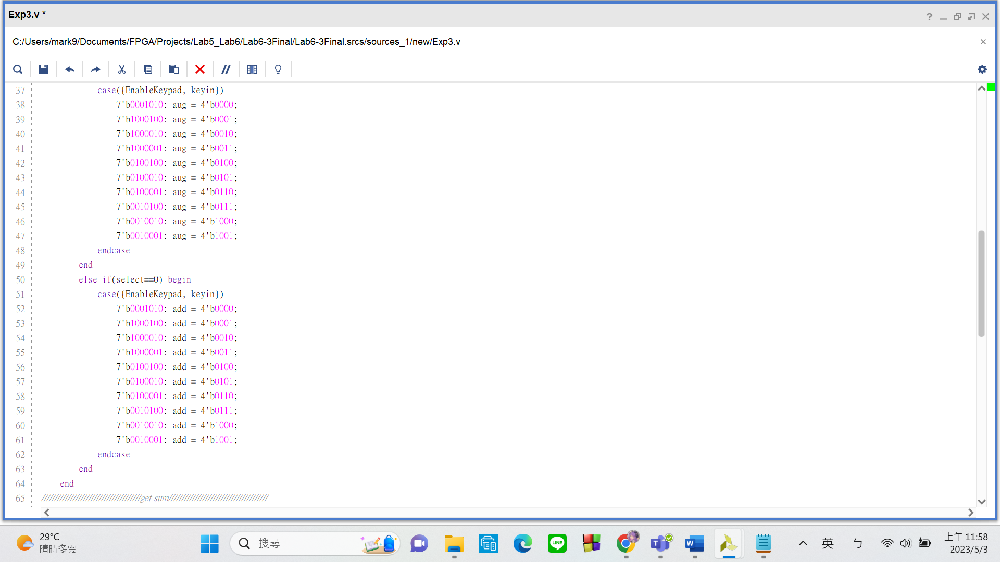 Exp3.v *
C:/Users/mark9/Documents/FPGA/Projects/Lab5_Lab6/Lab6-3Final/Lab6-3Final.srcs/sources_1/new/Exp3.v
37 case({EnableKeypad, keyin})
38 7'b0001010: aug = 4'b0000;
39 7'b1000100: aug = 4'b0001;
40 7'b1000010: aug = 4'b0010;
41 7'b1000001: aug = 4'b0011;
42 7'b0100100: aug = 4'b0100;
43 7'b0100010: aug = 4'b0101;
44 7'b0100001: aug = 4'b0110;
45 7'b0010100: aug = 4'b0111;
46 7'b0010010: aug = 4'b1000;
47 7'b0010001: aug = 4'b1001;
48 endcase
49 end
50 else if(select==0) begin
51 case({EnableKeypad, keyin})
52 7'b0001010: add = 4'b0000;
53 7'b1000100: add = 4'b0001;
54 7'b1000010: add = 4'b0010;
55 7'b1000001: add = 4'b0011;
56 7'b0100100: add = 4'b0100;
57 7'b0100010: add = 4'b0101;
58 7'b0100001: add = 4'b0110;
59 7'b0010100: add = 4'b0111;
60 7'b0010010: add = 4'b1000;
61 7'b0010001: add = 4'b1001;
62 endcase
63 end
64 end
65 ///////////////////////////////////////get sum///////////////////////////////////////
29°C
晴時多雲
搜尋
LINE
英
ㄅ
上午 11:58
2023/5/3